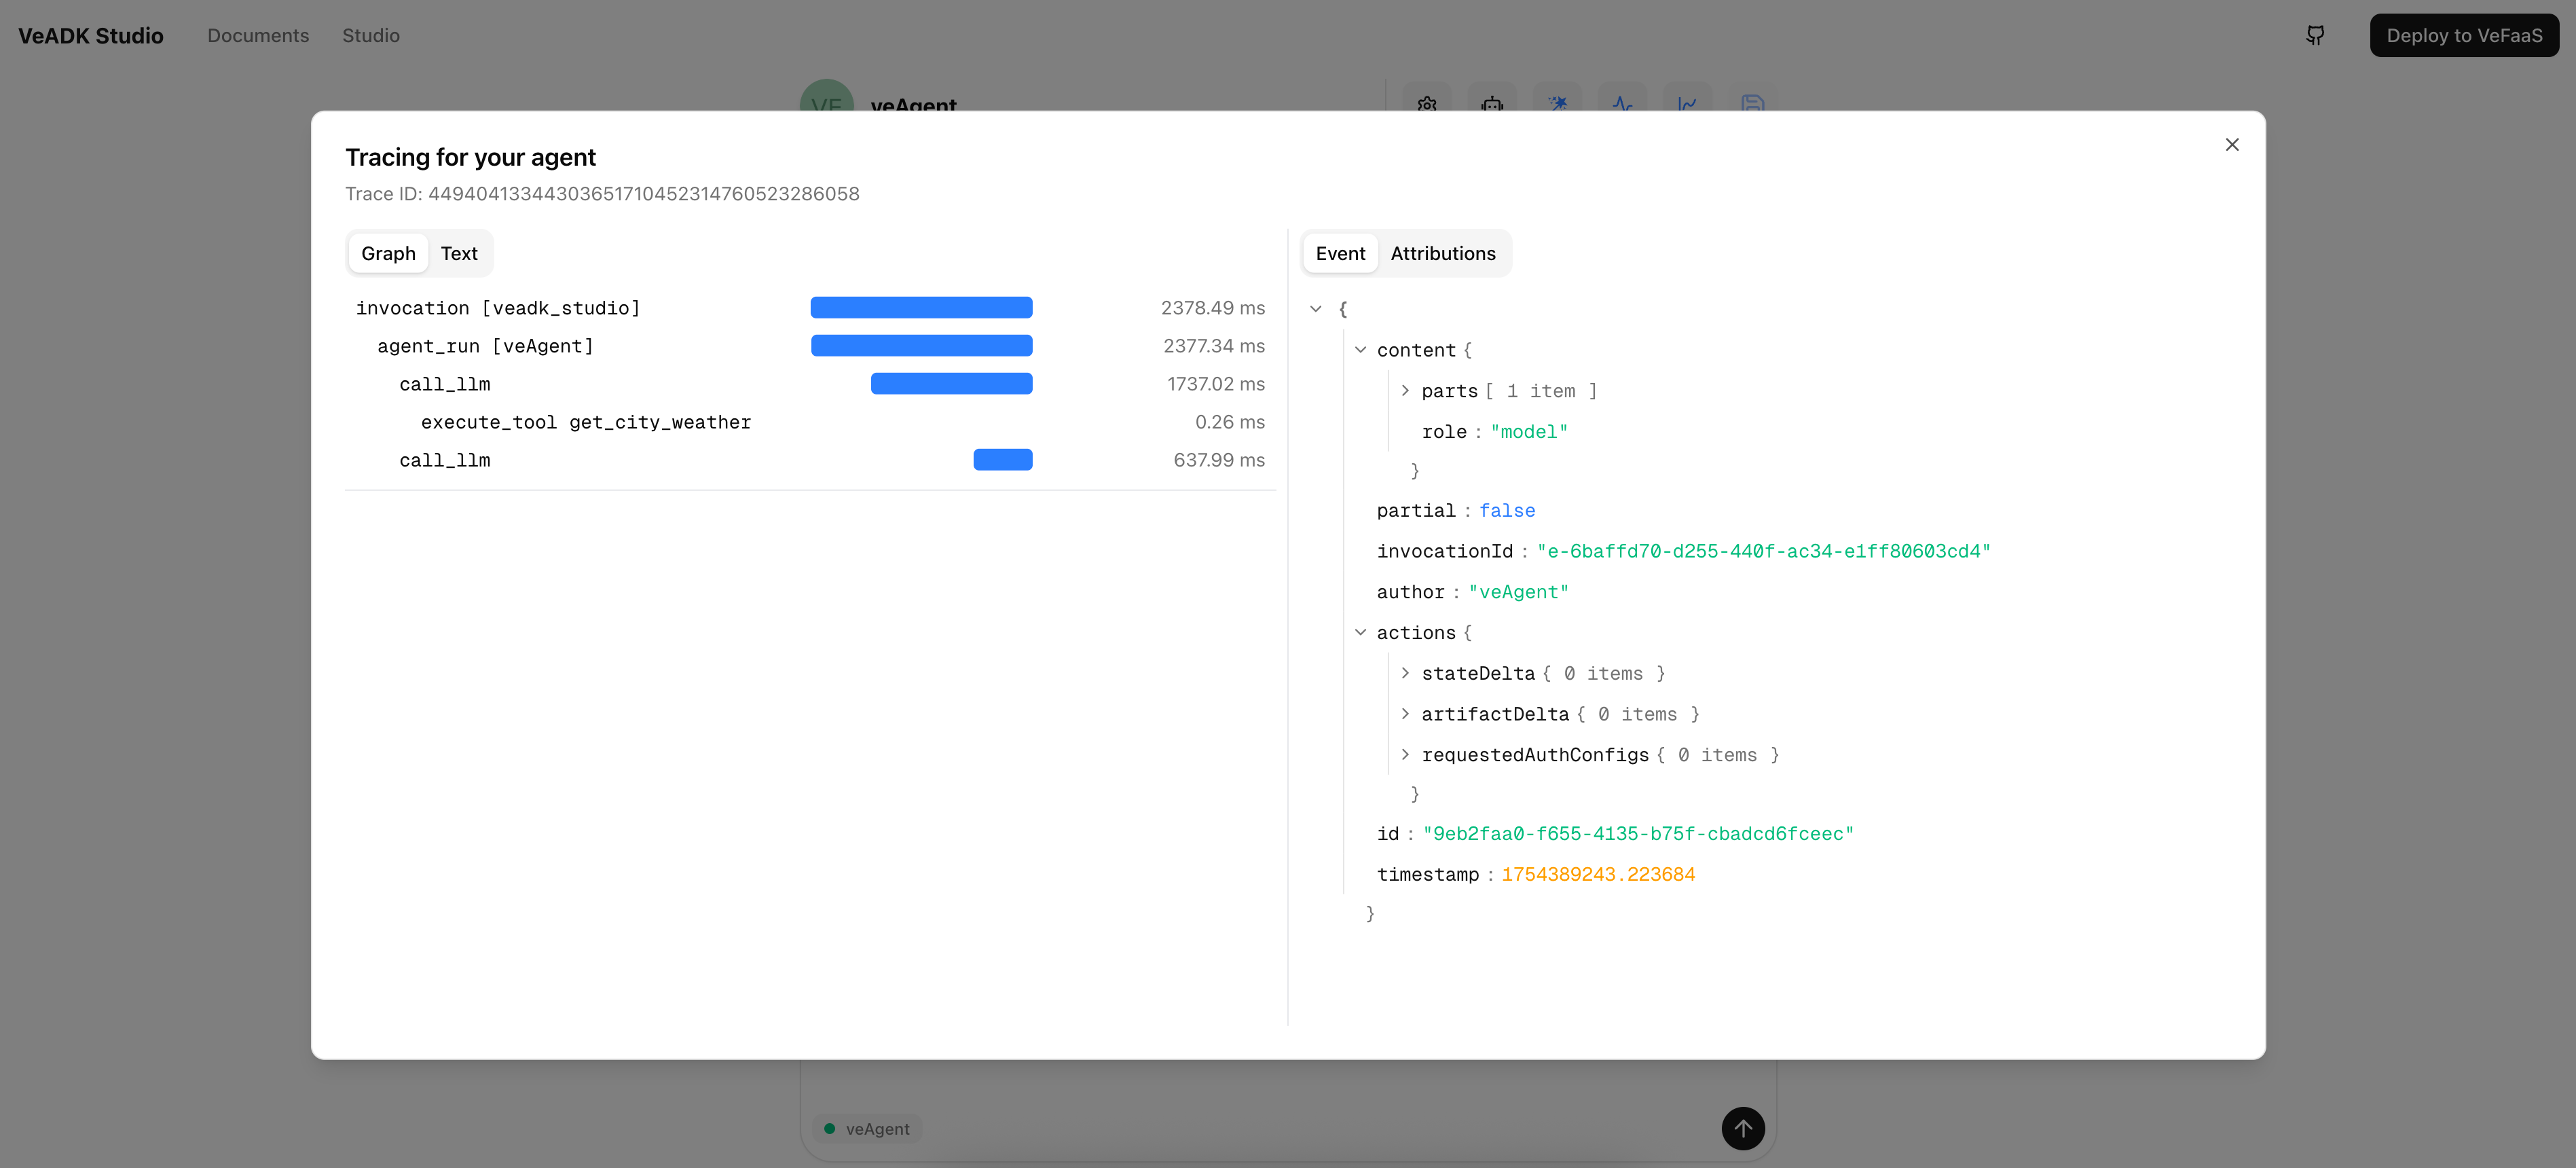 VeADK Studio Documents Studio Deploy to VeFaaS
VE veAgent
Tracing for your agent
Trace ID: 449404133443036517104523147605232860​58
Graph Text
invocation [veadk_studio] 2378.49 ms
agent_run [veAgent] 2377.34 ms
call_llm 1737.02 ms
execute_tool get_city_weather 0.26 ms
call_llm 637.99 ms
Event Attributions
{
content {
parts [ 1 item ]
role : "model"
}
partial : false
invocationId : "e-6baffd70-d255-440f-ac34-e1ff80603cd4"
author : "veAgent"
actions {
stateDelta { 0 items }
artifactDelta { 0 items }
requestedAuthConfigs { 0 items }
}
id : "9eb2faa0-f655-4135-b75f-cbadcd6fceec"
timestamp : 1754389243.223684
}
veAgent